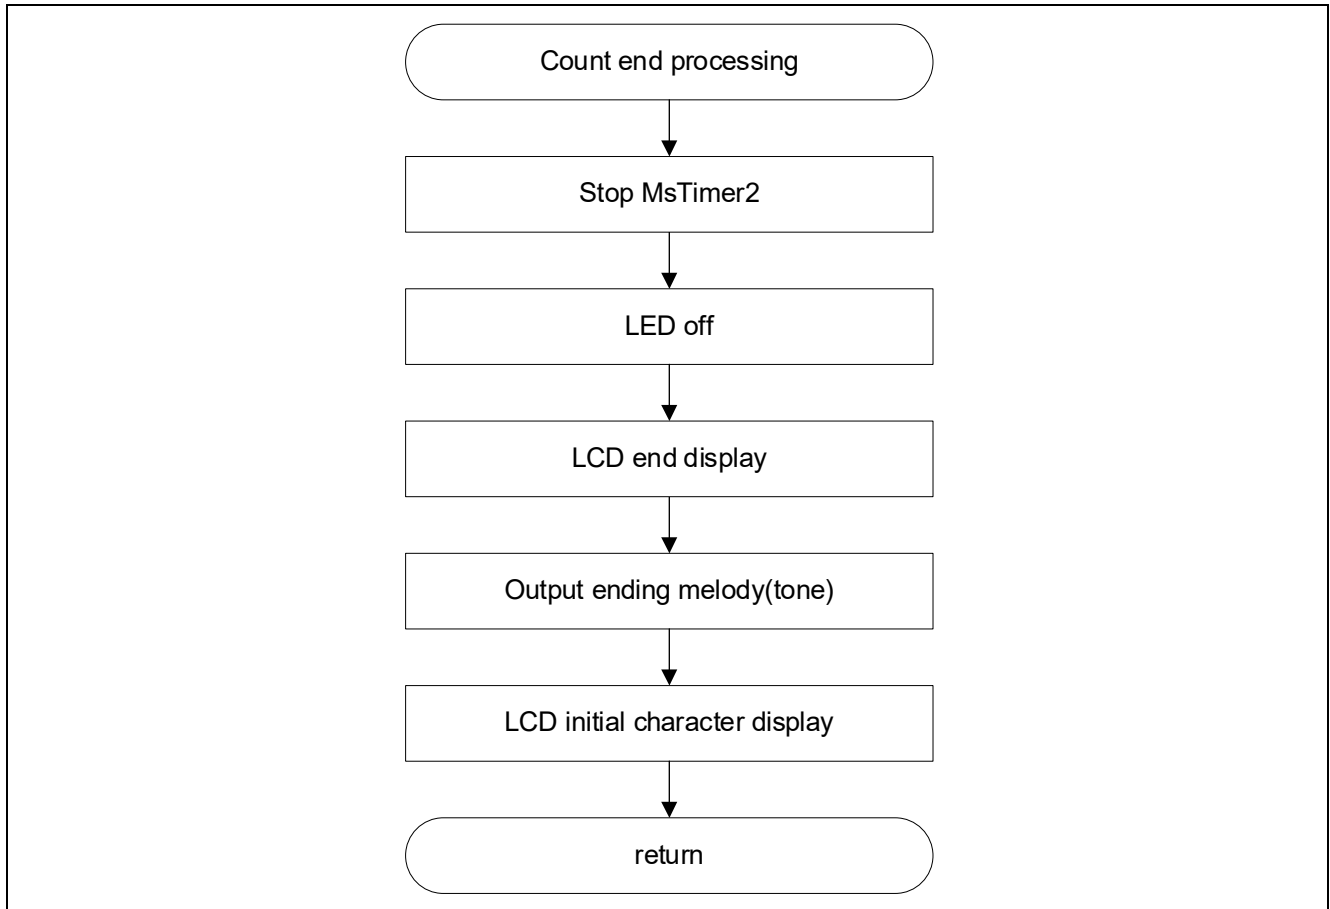 Count end processing
Stop MsTimer2
LED off
LCD end display
Output ending melody(tone)
LCD initial character display
return